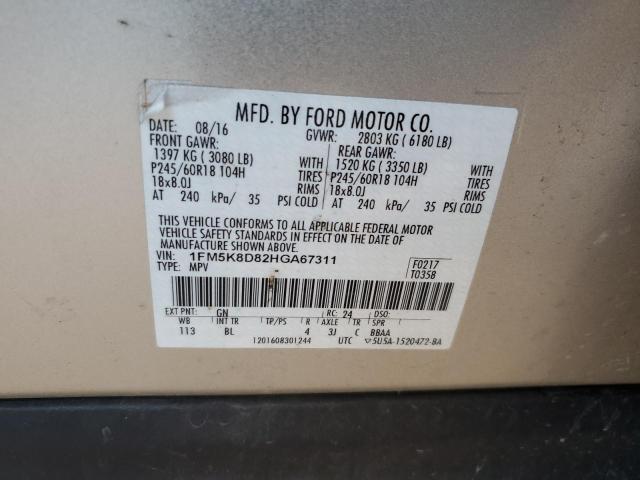 MFD. BY FORD MOTOR CO.
DATE: 08/16 GVWR: 2803 KG ( 6180 LB)
FRONT GAWR: REAR GAWR:
1397 KG ( 3080 LB) WITH 1520 KG ( 3350 LB) WITH
P245/60R18 104H TIRES P245/60R18 104H TIRES
18x8.0J RIMS 18x8.0J RIMS
AT 240 kPa/ 35 PSI COLD AT 240 kPa/ 35 PSI COLD
THIS VEHICLE CONFORMS TO ALL APPLICABLE FEDERAL MOTOR
VEHICLE SAFETY STANDARDS IN EFFECT ON THE DATE OF
MANUFACTURE SHOWN ABOVE.
VIN: 1FM5K8D82HGA67311 F0217
TYPE: MPV T035B
EXT PNT: GN RC: 24 DSO:
WB INT TR TP/PS R AXLE TR SPR
113 BL 4 3J C BBAA
1201608301244 UTC 5U5A-1520472-BA